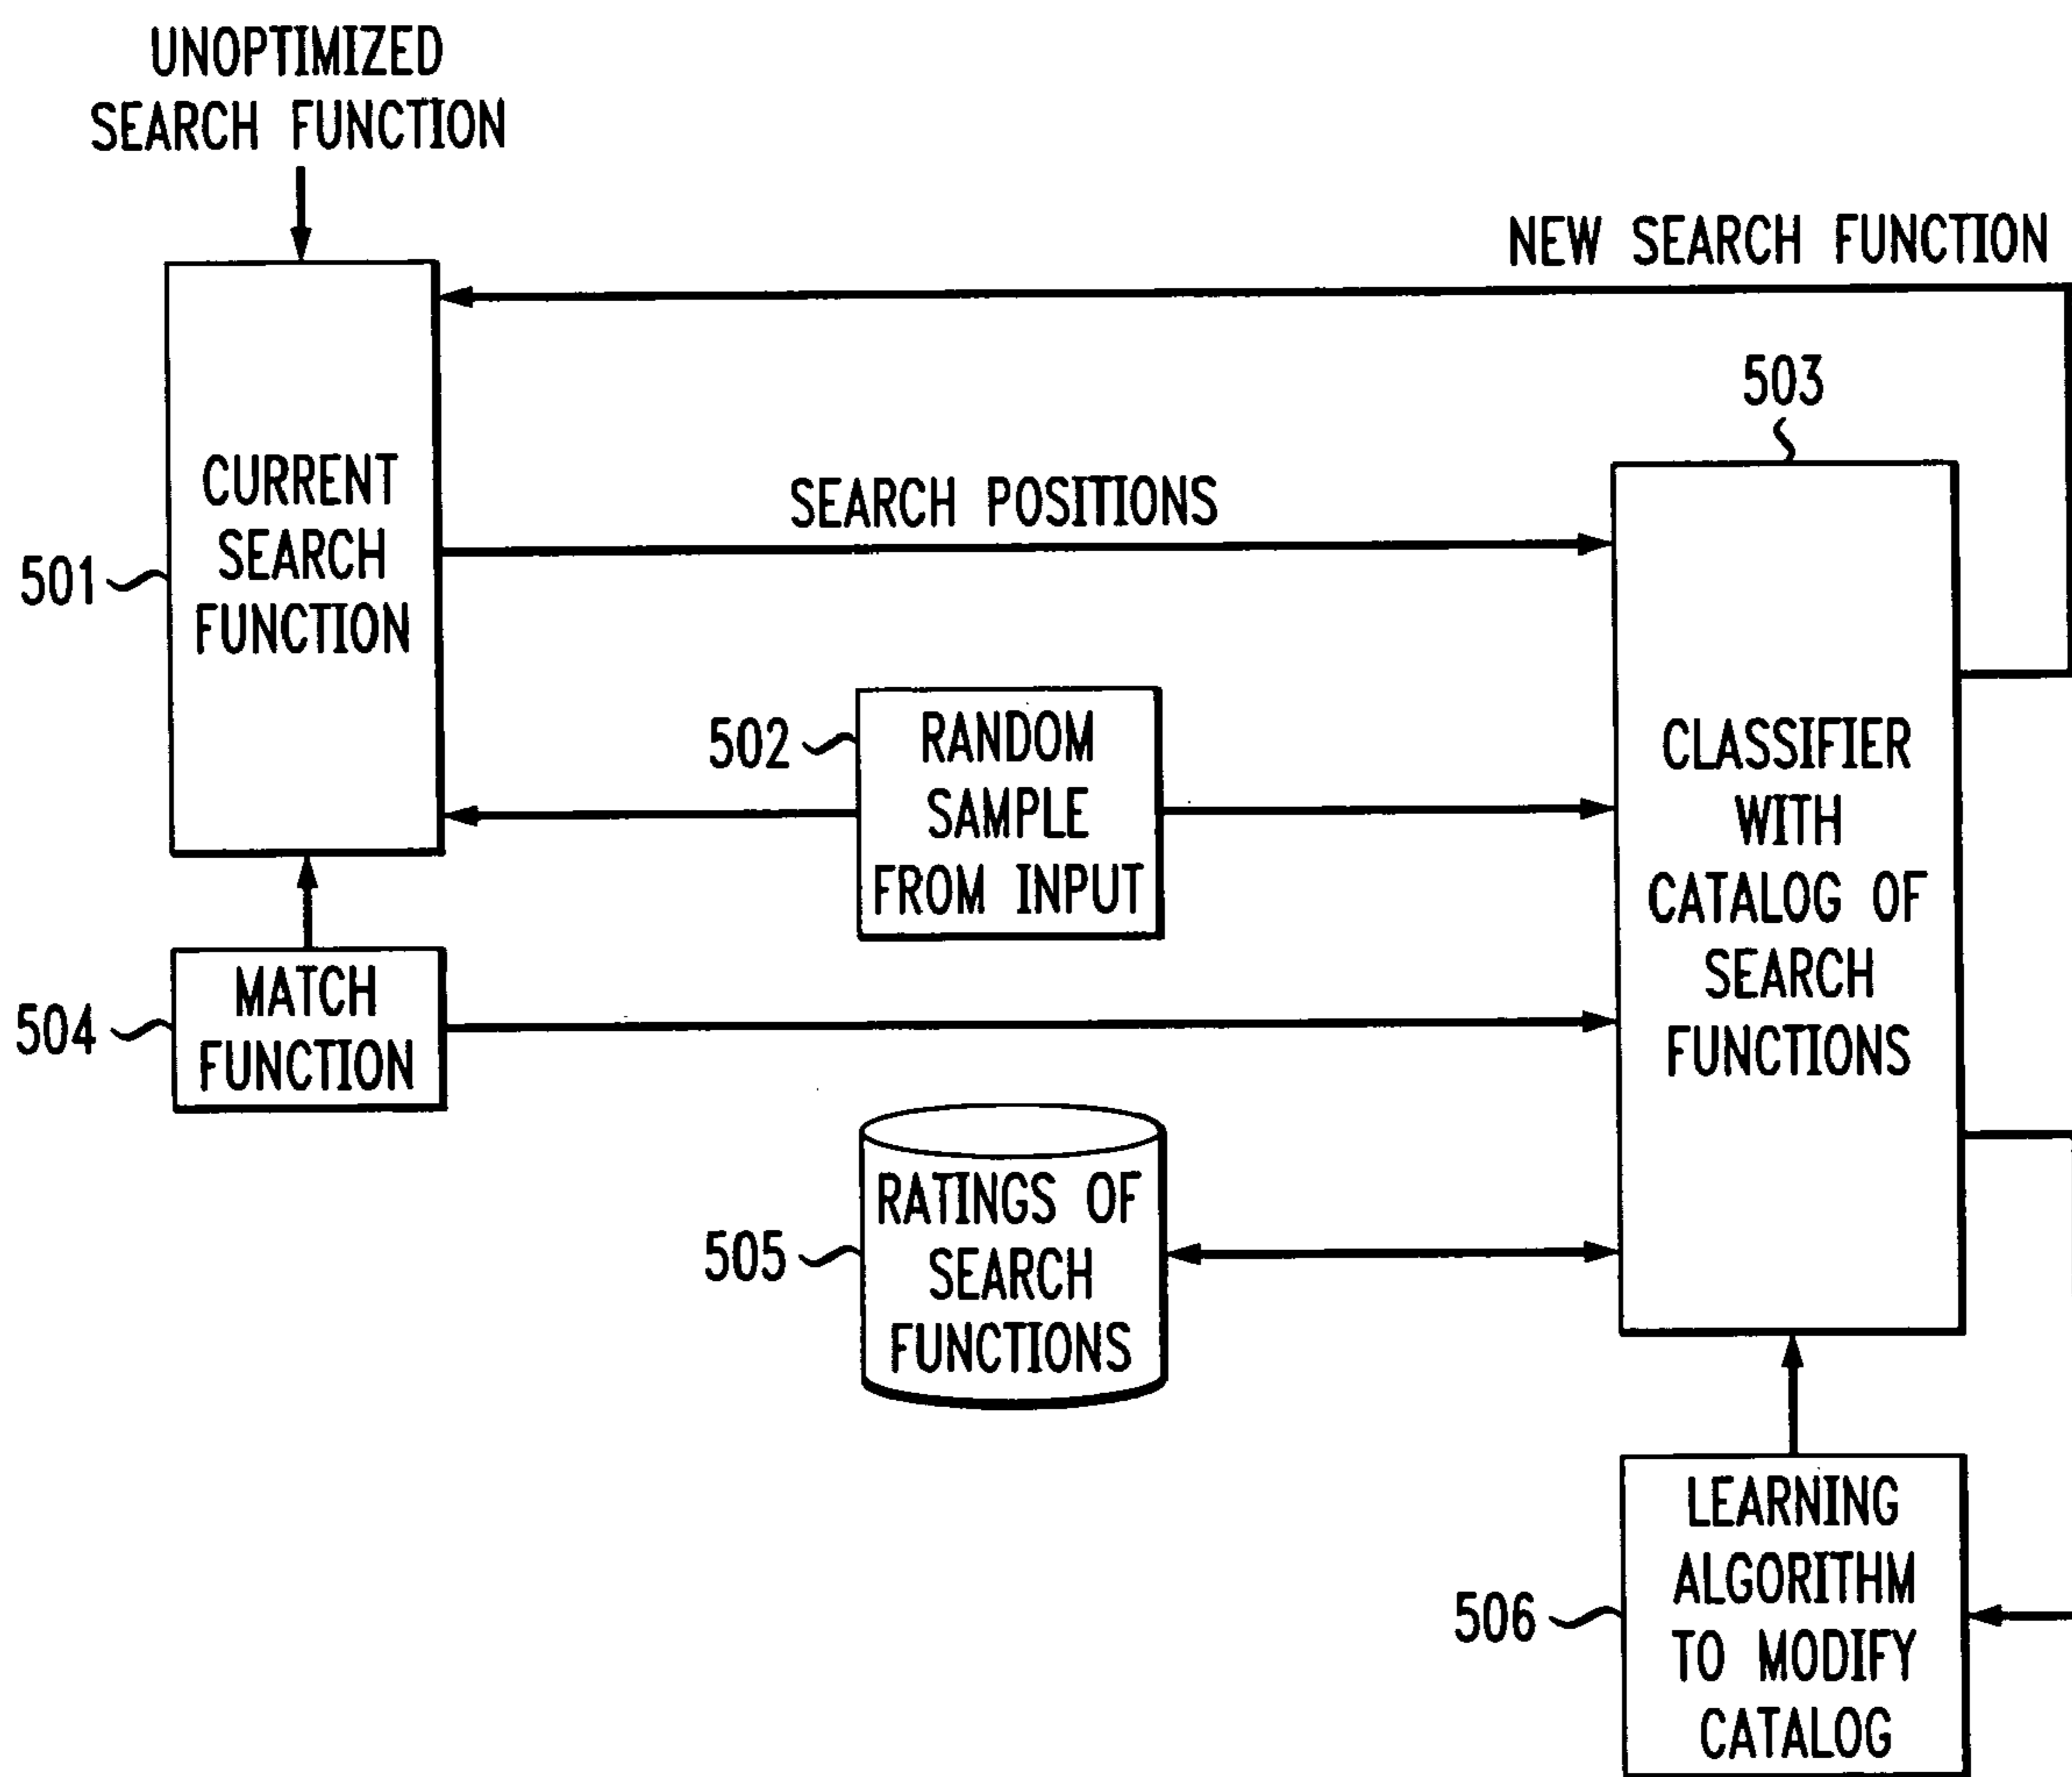 UNOPTIMIZED
SEARCH FUNCTION
NEW SEARCH FUNCTION
503
CURRENT
SEARCH
FUNCTION
501
SEARCH POSITIONS
502
RANDOM
SAMPLE
FROM INPUT
CLASSIFIER
WITH
CATALOG OF
SEARCH
FUNCTIONS
504
MATCH
FUNCTION
505
RATINGS OF
SEARCH
FUNCTIONS
506
LEARNING
ALGORITHM
TO MODIFY
CATALOG